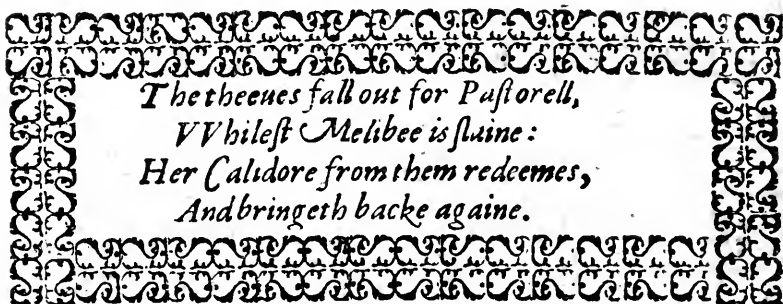 The theeues fall out for Paſtorell,
VVhileſt Melibee is ſlaine:
Her Calidore from them redeemes,
And bringeth backe againe.